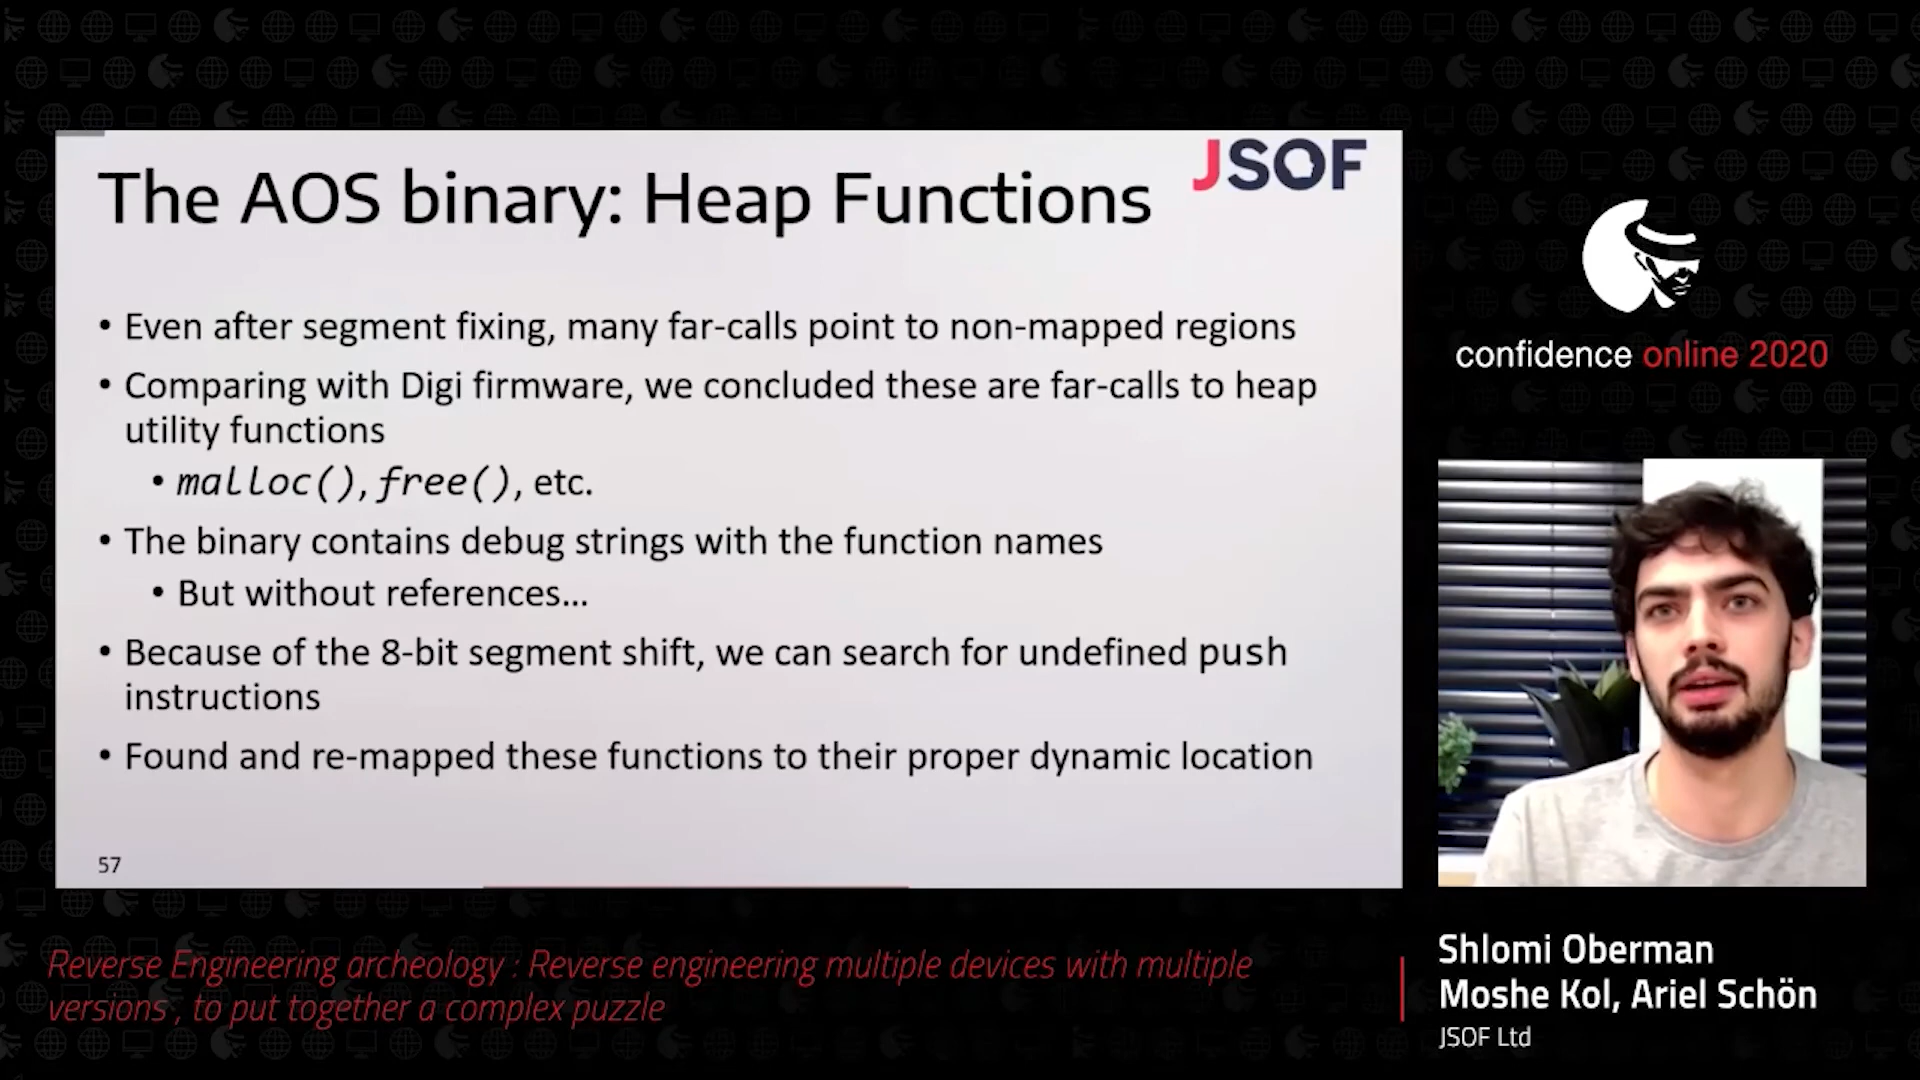 JSOF
The AOS binary: Heap Functions
• Even after segment fixing, many far-calls point to non-mapped regions
• Comparing with Digi firmware, we concluded these are far-calls to heap
utility functions
• malloc(), free(), etc.
• The binary contains debug strings with the function names
• But without references...
• Because of the 8-bit segment shift, we can search for undefined push
instructions
• Found and re-mapped these functions to their proper dynamic location
57
confidence online 2020
Reverse Engineering archeology : Reverse engineering multiple devices with multiple
versions , to put together a complex puzzle
Shlomi Oberman
Moshe Kol, Ariel Schön
JSOF Ltd